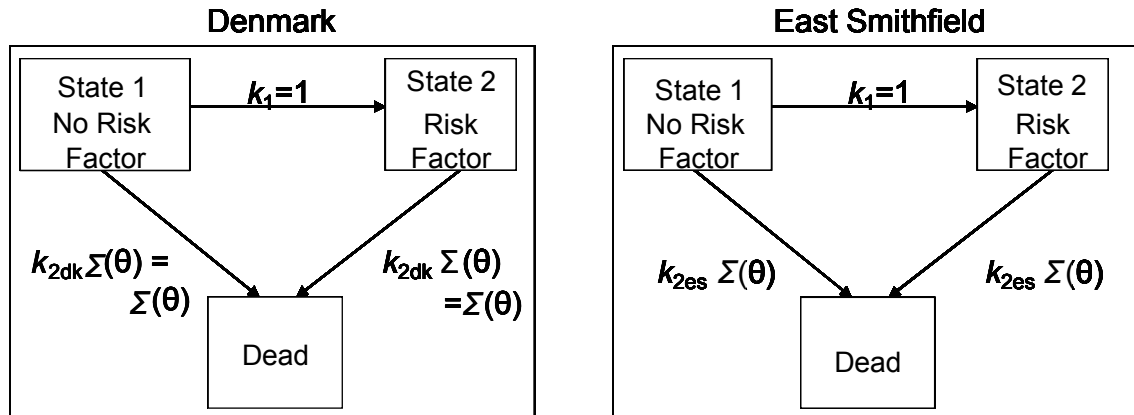 Denmark
State 1
No Risk
Factor
k₁=1
State 2
Risk
Factor
k₂dk Σ(θ) =
Σ(θ)
k₂dk Σ(θ)
=Σ(θ)
Dead
East Smithfield
State 1
No Risk
Factor
k₁=1
State 2
Risk
Factor
k₂es Σ(θ)
k₂es Σ(θ)
Dead